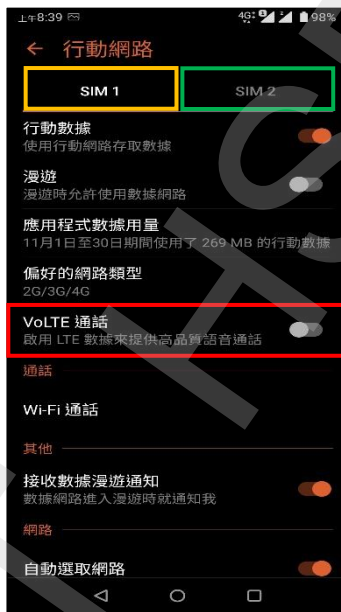 上午8:39 4G 1 2 98%
行動網路
SIM 1 SIM 2
行動數據
使用行動網路存取數據
漫遊
漫遊時允許使用數據網路
應用程式數據用量
11月1日至30日期間使用了 269 MB 的行動數據
偏好的網路類型
2G/3G/4G
VoLTE 通話
啟用 LTE 數據來提供高品質語音通話
通話
Wi-Fi 通話
其他
接收數據漫遊通知
數據網路進入漫遊時就通知我
網路
自動選取網路